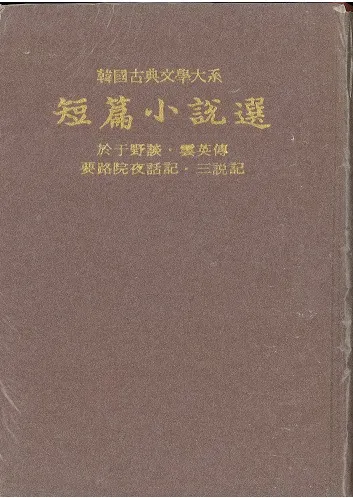 韓國古典文學大系
短篇小說選
於于野談·雲英傳
要路院夜話記·三說記